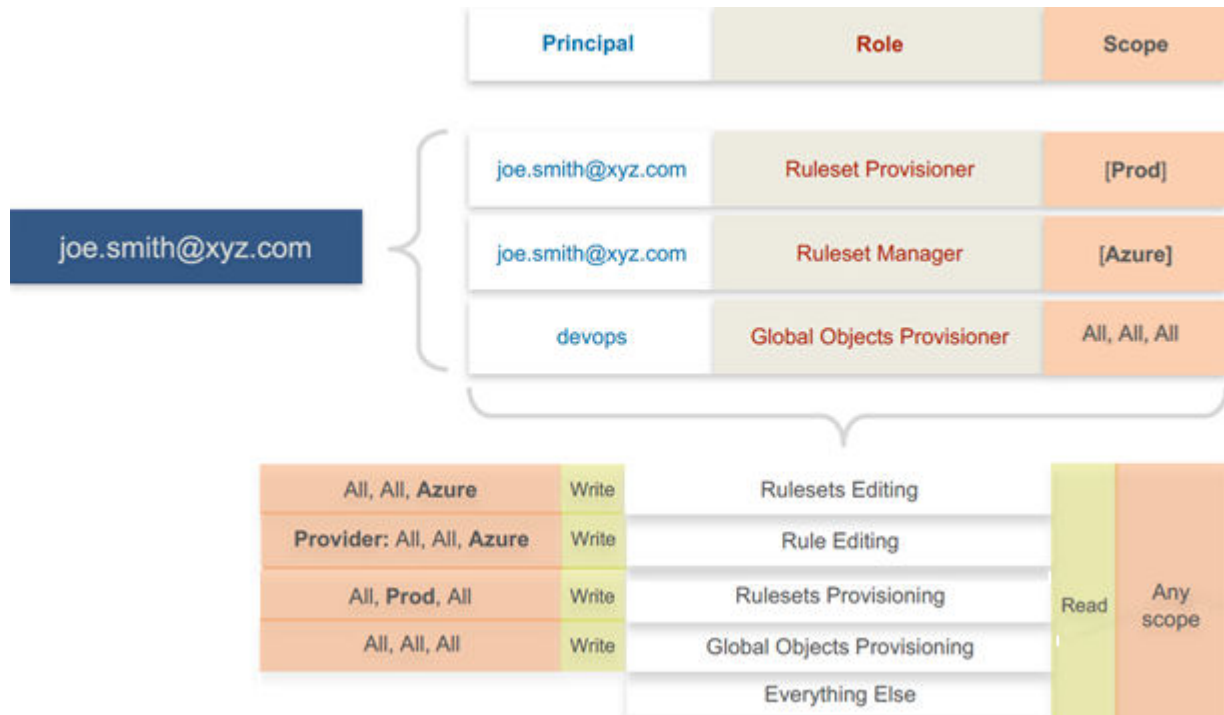 Principal Role Scope
joe.smith@xyz.com Ruleset Provisioner [Prod]
joe.smith@xyz.com
joe.smith@xyz.com Ruleset Manager [Azure]
devops Global Objects Provisioner All, All, All
All, All, Azure Write Rulesets Editing
Provider: All, All, Azure Write Rule Editing
All, Prod, All Write Rulesets Provisioning
Read Any
scope
All, All, All Write Global Objects Provisioning
Everything Else